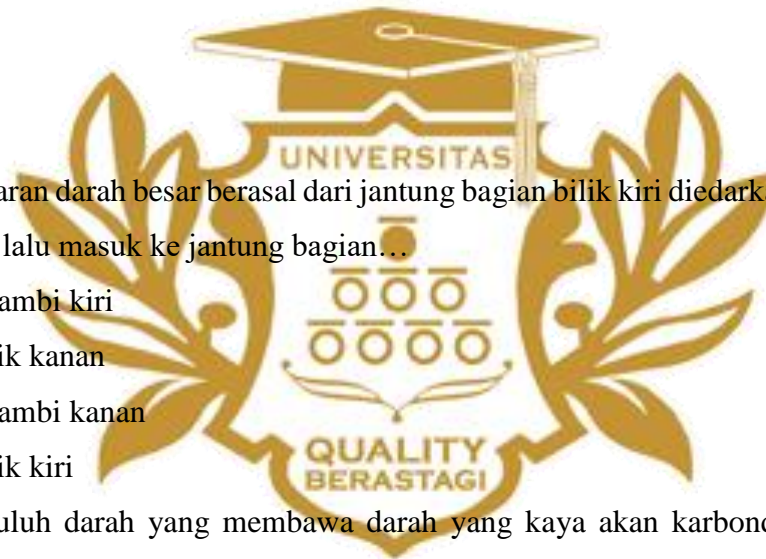 UNIVERSITAS
aran darah besar berasal dari jantung bagian bilik kiri diedarka
lalu masuk ke jantung bagian…
ambi kiri
ik kanan
ambi kanan
ik kiri
QUALITY
BERASTAGI
uluh darah yang membawa darah yang kaya akan karbond